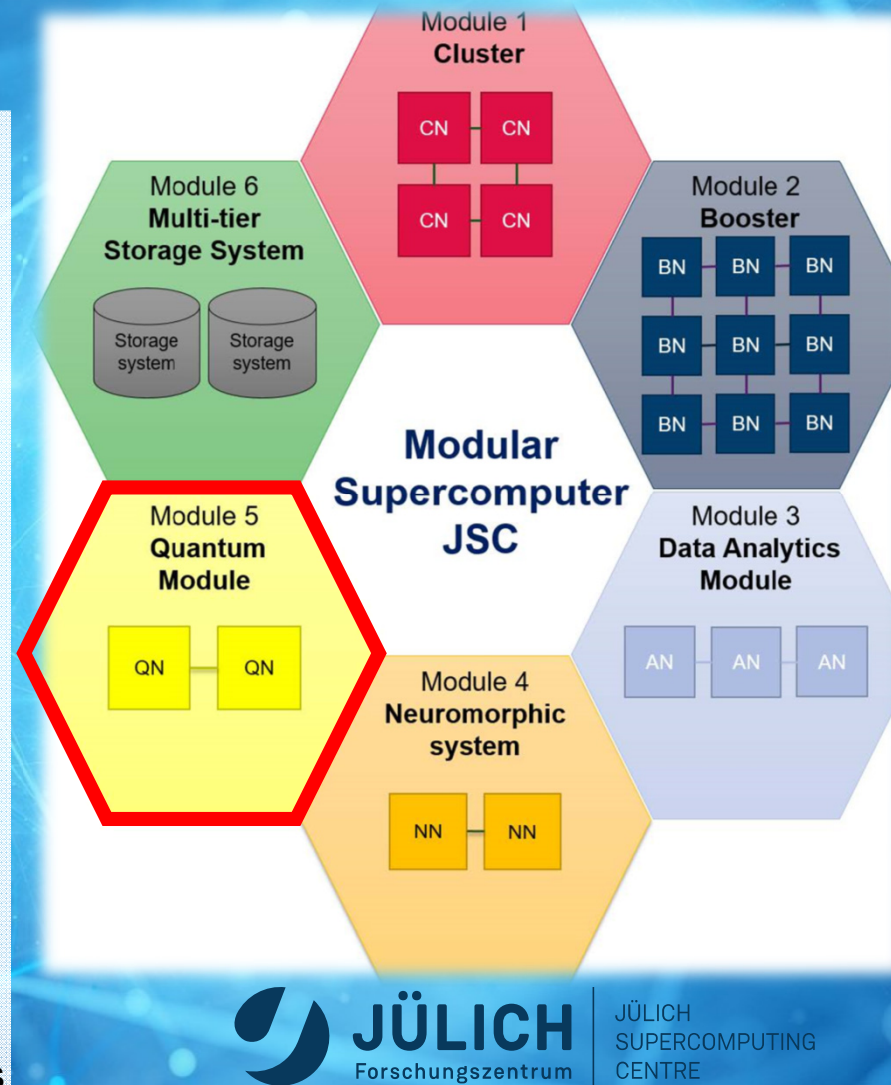 Module 1
Cluster
CN CN
CN CN
Module 6
Multi-tier
Storage System
Storage
system
Storage
system
Module 2
Booster
BN BN BN
BN BN BN
BN BN BN
Modular
Supercomputer
JSC
Module 5
Quantum
Module
QN QN
Module 3
Data Analytics
Module
AN AN AN
Module 4
Neuromorphic
system
NN NN
JÜLICH
Forschungszentrum
JÜLICH
SUPERCOMPUTING
CENTRE